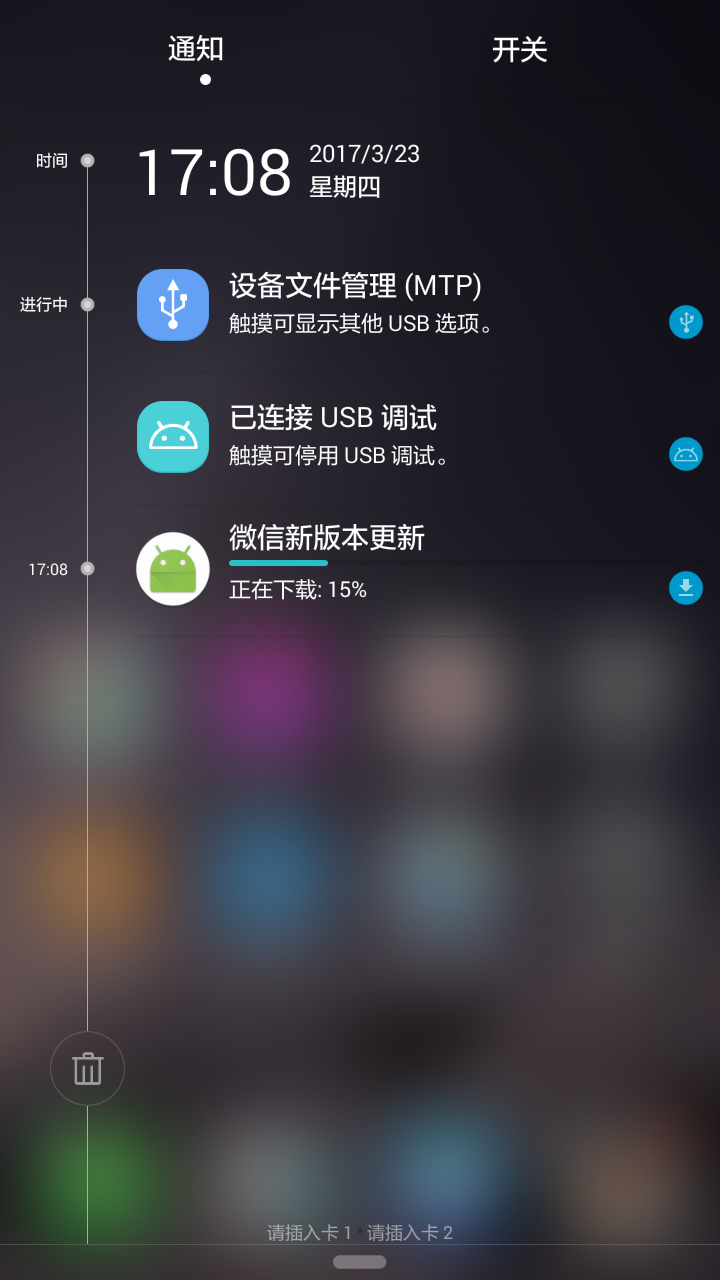 通知
开关
时间
17:08
2017/3/23
星期四
进行中
设备文件管理 (MTP)
触摸可显示其他 USB 选项。
已连接 USB 调试
触摸可停用 USB 调试。
17:08
微信新版本更新
正在下载: 15%
请插入卡 1 · 请插入卡 2